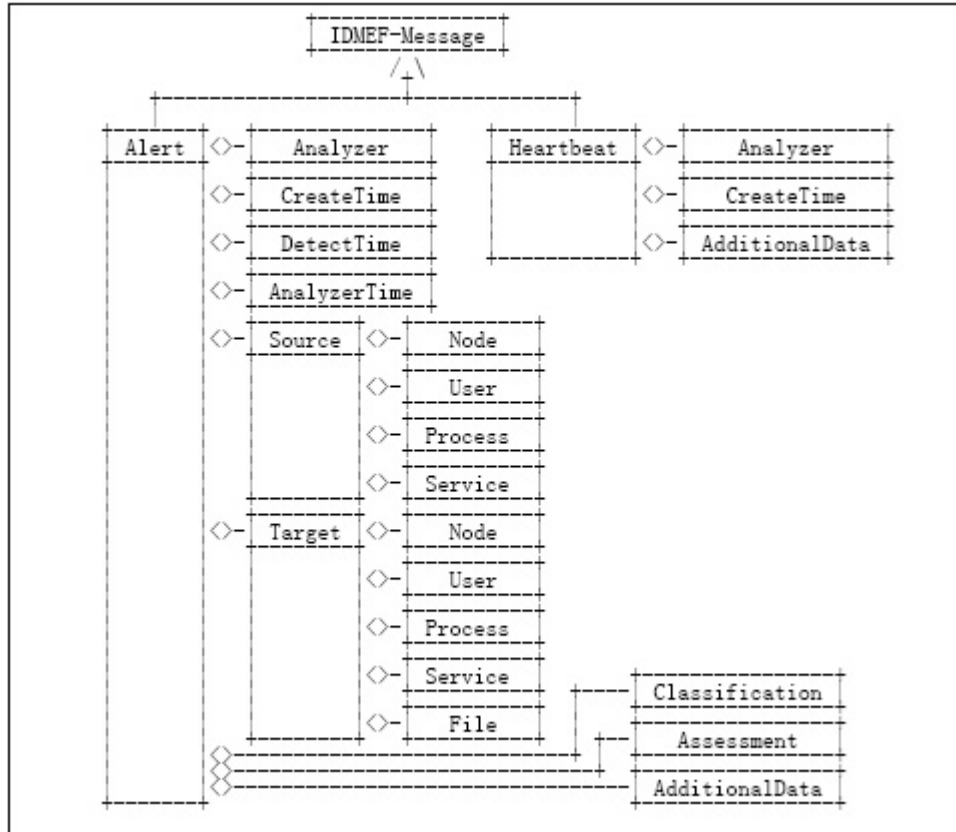 IDMEF-Message
Alert Analyzer Heartbeat Analyzer
CreateTime CreateTime
DetectTime AdditionalData
AnalyzerTime
Source Node
User
Process
Service
Target Node
User
Process
Service
Classification
File
Assessment
AdditionalData